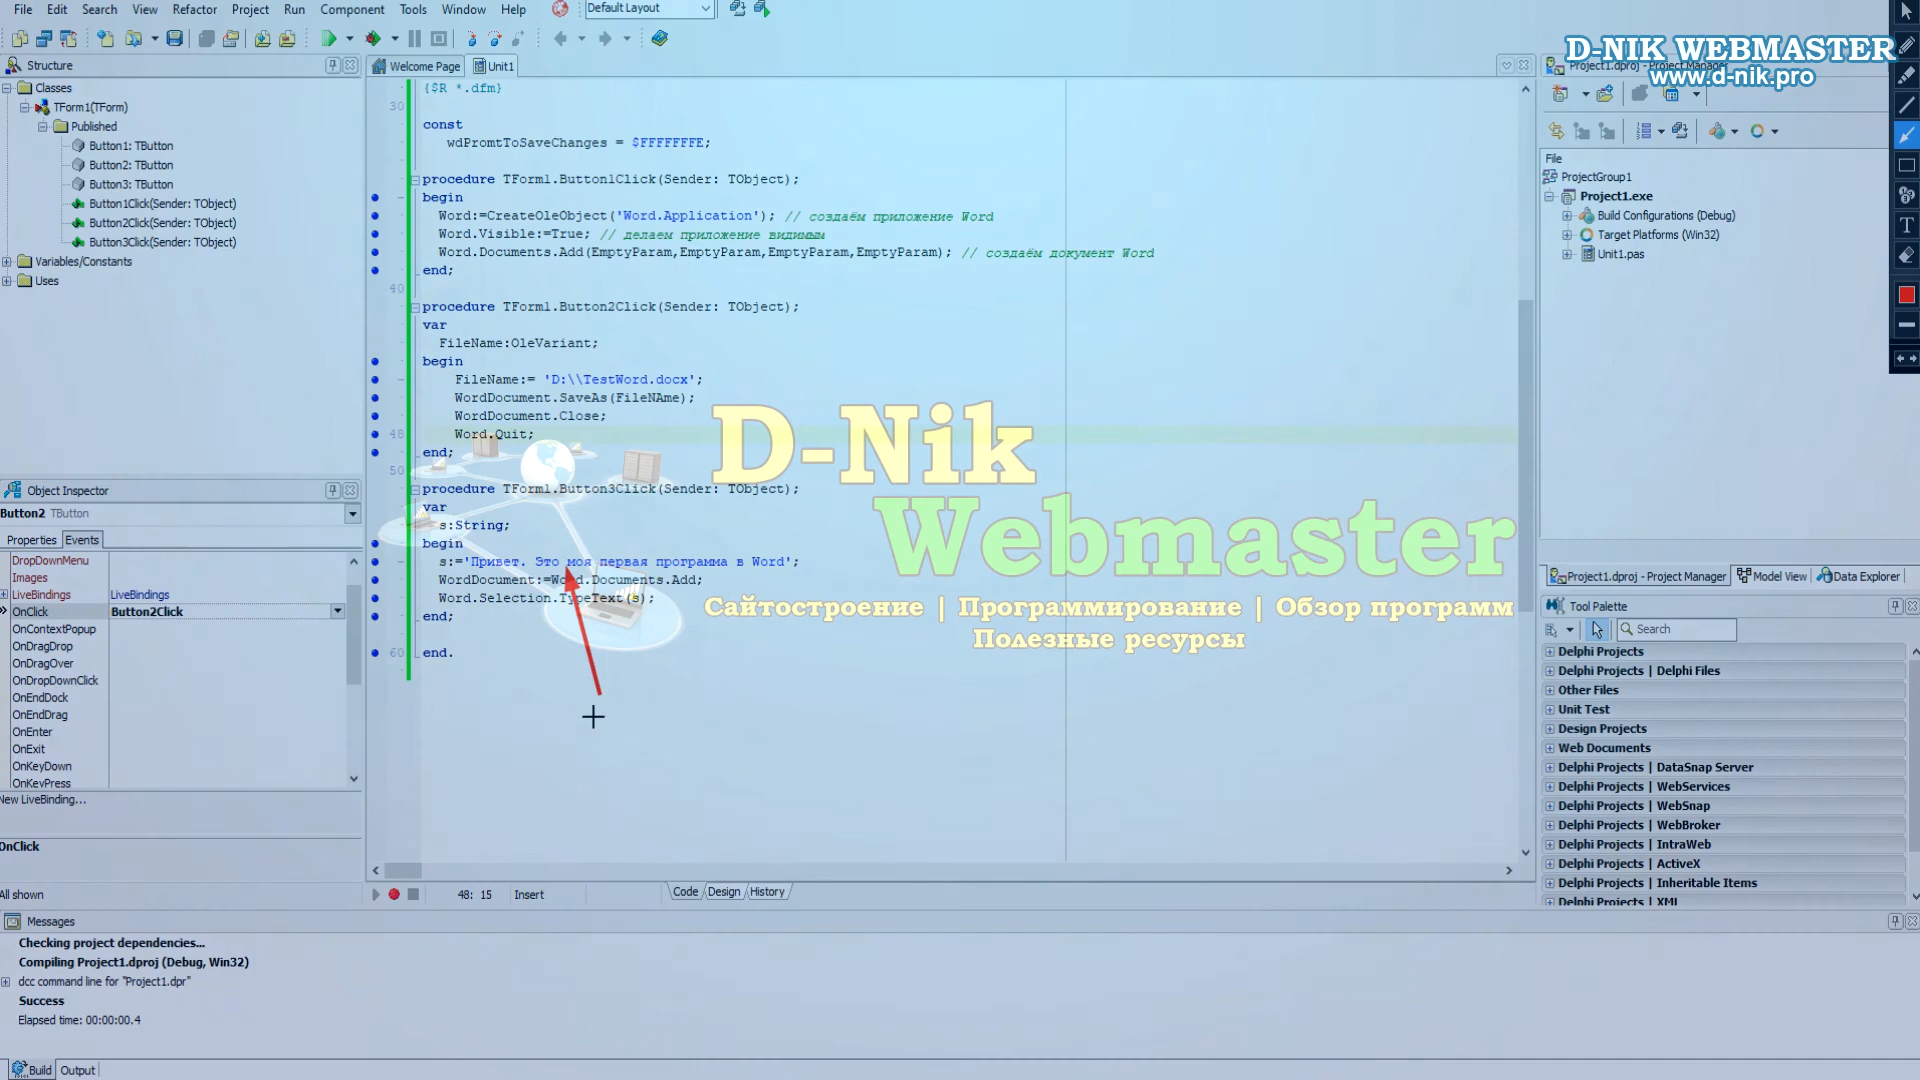 File Edit Search View Refactor Project Run Component Tools Window Help Default Layout
D-NIK WEBMASTER
www.d-nik.pro
Structure
Welcome Page Unit1
Project1.dproj - Project Manager
Classes
TForm1(TForm)
Published
Button1: TButton
Button2: TButton
Button3: TButton
Button1Click(Sender: TObject)
Button2Click(Sender: TObject)
Button3Click(Sender: TObject)
Variables/Constants
Uses
{$R *.dfm}
30
const
wdPromtToSaveChanges = $FFFFFFFE;
procedure TForm1.Button1Click(Sender: TObject);
begin
Word:=CreateOleObject('Word.Application'); // создаём приложение Word
Word.Visible:=True; // делаем приложение видимым
Word.Documents.Add(EmptyParam,EmptyParam,EmptyParam,EmptyParam); // создаём документ Word
end;
40
procedure TForm1.Button2Click(Sender: TObject);
var
FileName:OleVariant;
begin
FileName:= 'D:\\TestWord.docx';
WordDocument.SaveAs(FileNAme);
WordDocument.Close;
48 Word.Quit;
end;
50
procedure TForm1.Button3Click(Sender: TObject);
var
s:String;
begin
s:='Привет. Это моя первая программа в Word';
WordDocument:=Word.Documents.Add;
Word.Selection.TypeText(s);
end;
60 end.
D-Nik
Webmaster
Сайтостроение | Программирование | Обзор программ
Полезные ресурсы
File
ProjectGroup1
Project1.exe
Build Configurations (Debug)
Target Platforms (Win32)
Unit1.pas
Project1.dproj - Project Manager Model View Data Explorer
Tool Palette
Search
Delphi Projects
Delphi Projects | Delphi Files
Other Files
Unit Test
Design Projects
Web Documents
Delphi Projects | DataSnap Server
Delphi Projects | WebServices
Delphi Projects | WebSnap
Delphi Projects | WebBroker
Delphi Projects | IntraWeb
Delphi Projects | ActiveX
Delphi Projects | Inheritable Items
Delphi Projects | XML
Object Inspector
Button2 TButton
Properties Events
DropDownMenu
Images
LiveBindings LiveBindings
OnClick Button2Click
OnContextPopup
OnDragDrop
OnDragOver
OnDropDownClick
OnEndDock
OnEndDrag
OnEnter
OnExit
OnKeyDown
OnKeyPress
New LiveBinding...
OnClick
All shown
48: 15 Insert Code Design History
Messages
Checking project dependencies...
Compiling Project1.dproj (Debug, Win32)
dcc command line for "Project1.dpr"
Success
Elapsed time: 00:00:00.4
Build Output